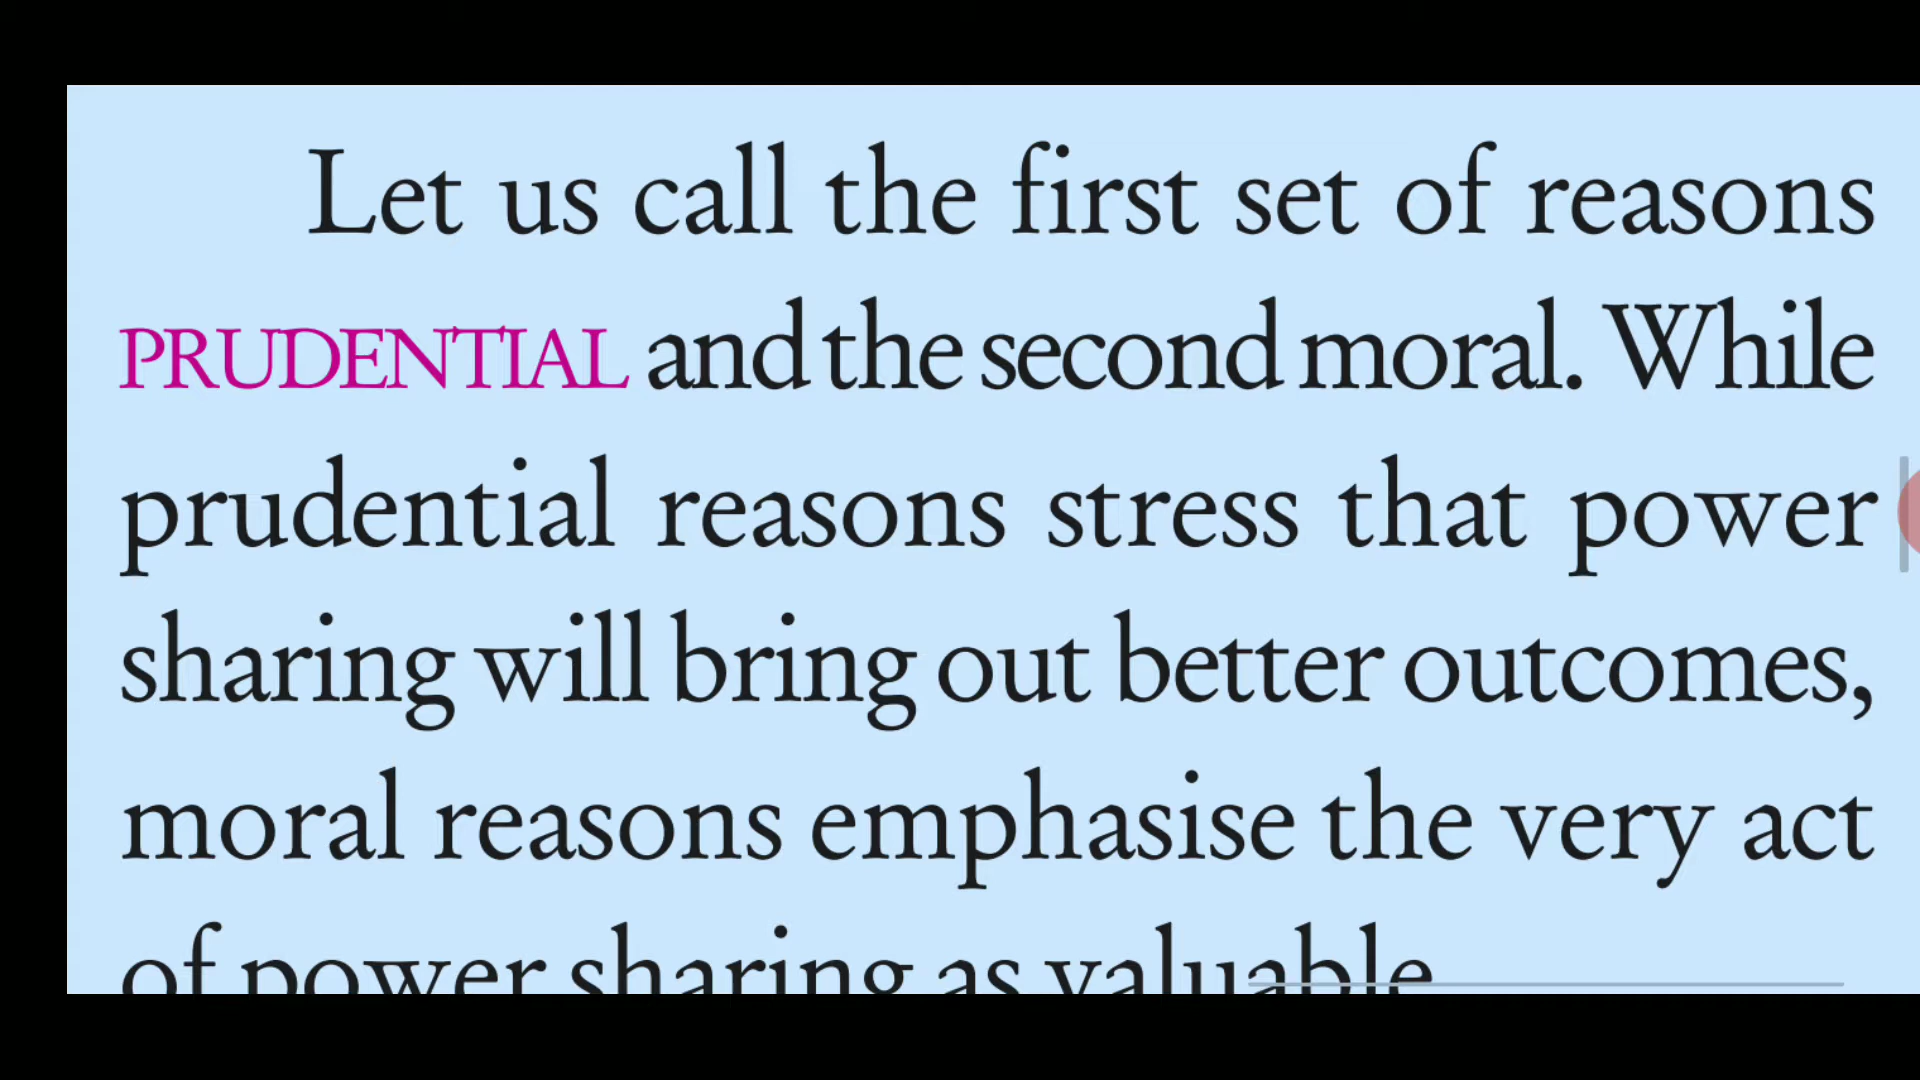 Let us call the first set of reasons
PRUDENTIAL and the second moral. While
prudential reasons stress that power
sharing will bring out better outcomes,
moral reasons emphasise the very act
of power sharing as valuable